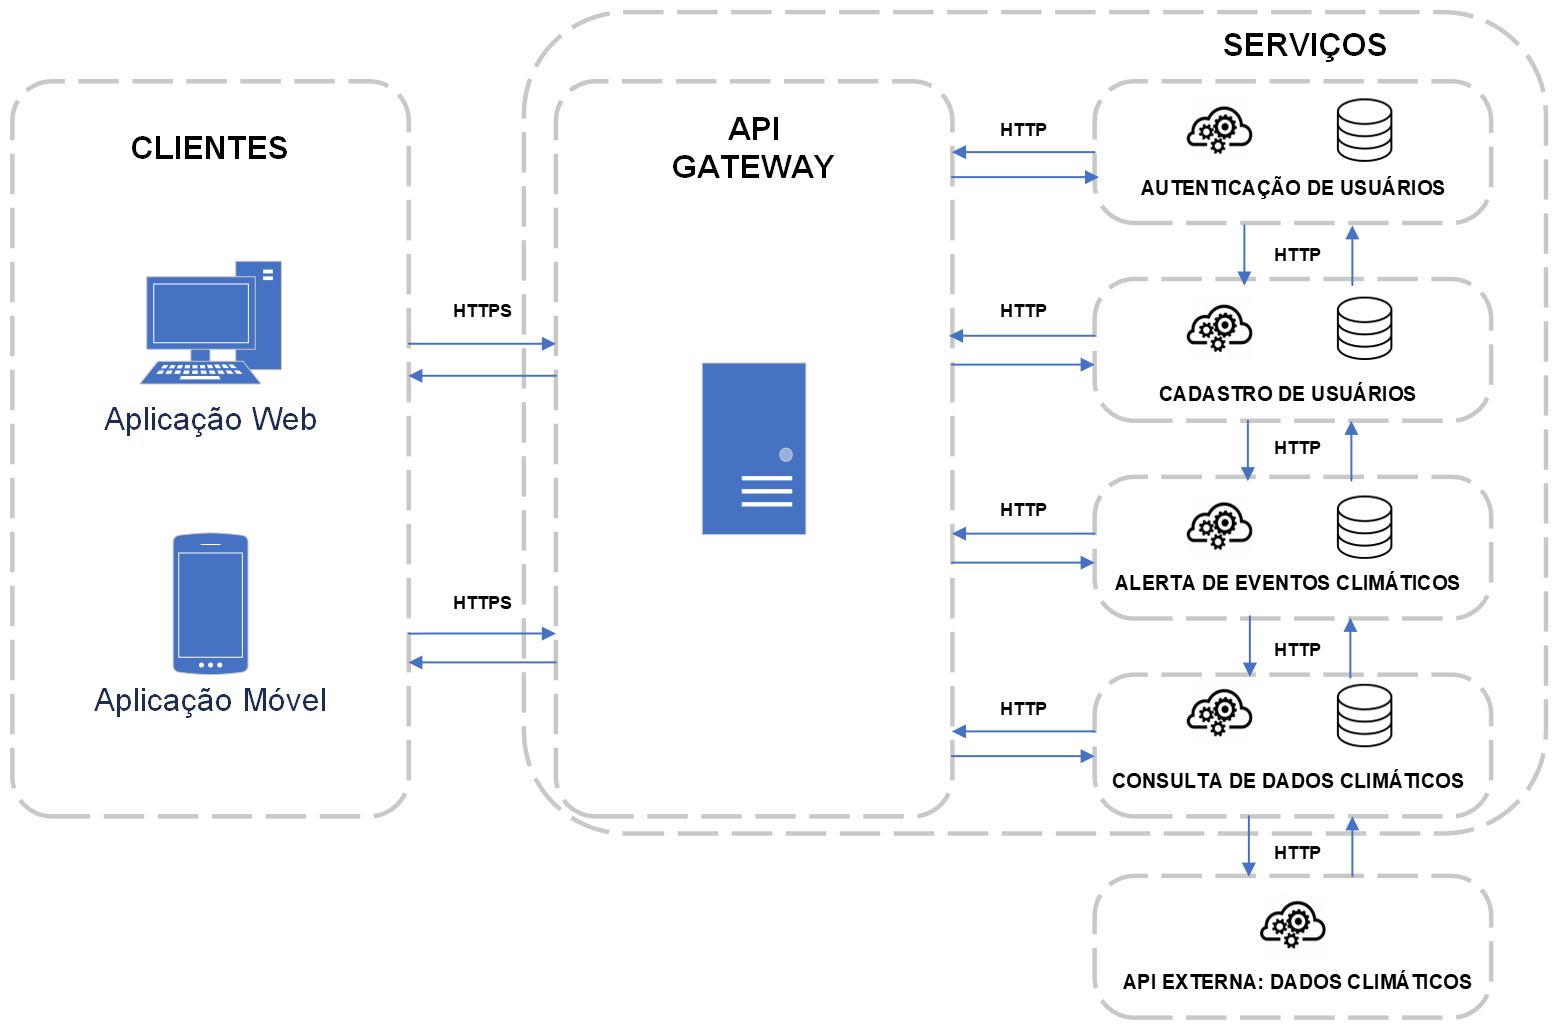 CLIENTES
Aplicação Web
Aplicação Móvel
HTTPS
HTTPS
API
GATEWAY
SERVIÇOS
HTTP
AUTENTICAÇÃO DE USUÁRIOS
HTTP
HTTP
CADASTRO DE USUÁRIOS
HTTP
HTTP
ALERTA DE EVENTOS CLIMÁTICOS
HTTP
HTTP
CONSULTA DE DADOS CLIMÁTICOS
HTTP
API EXTERNA: DADOS CLIMÁTICOS